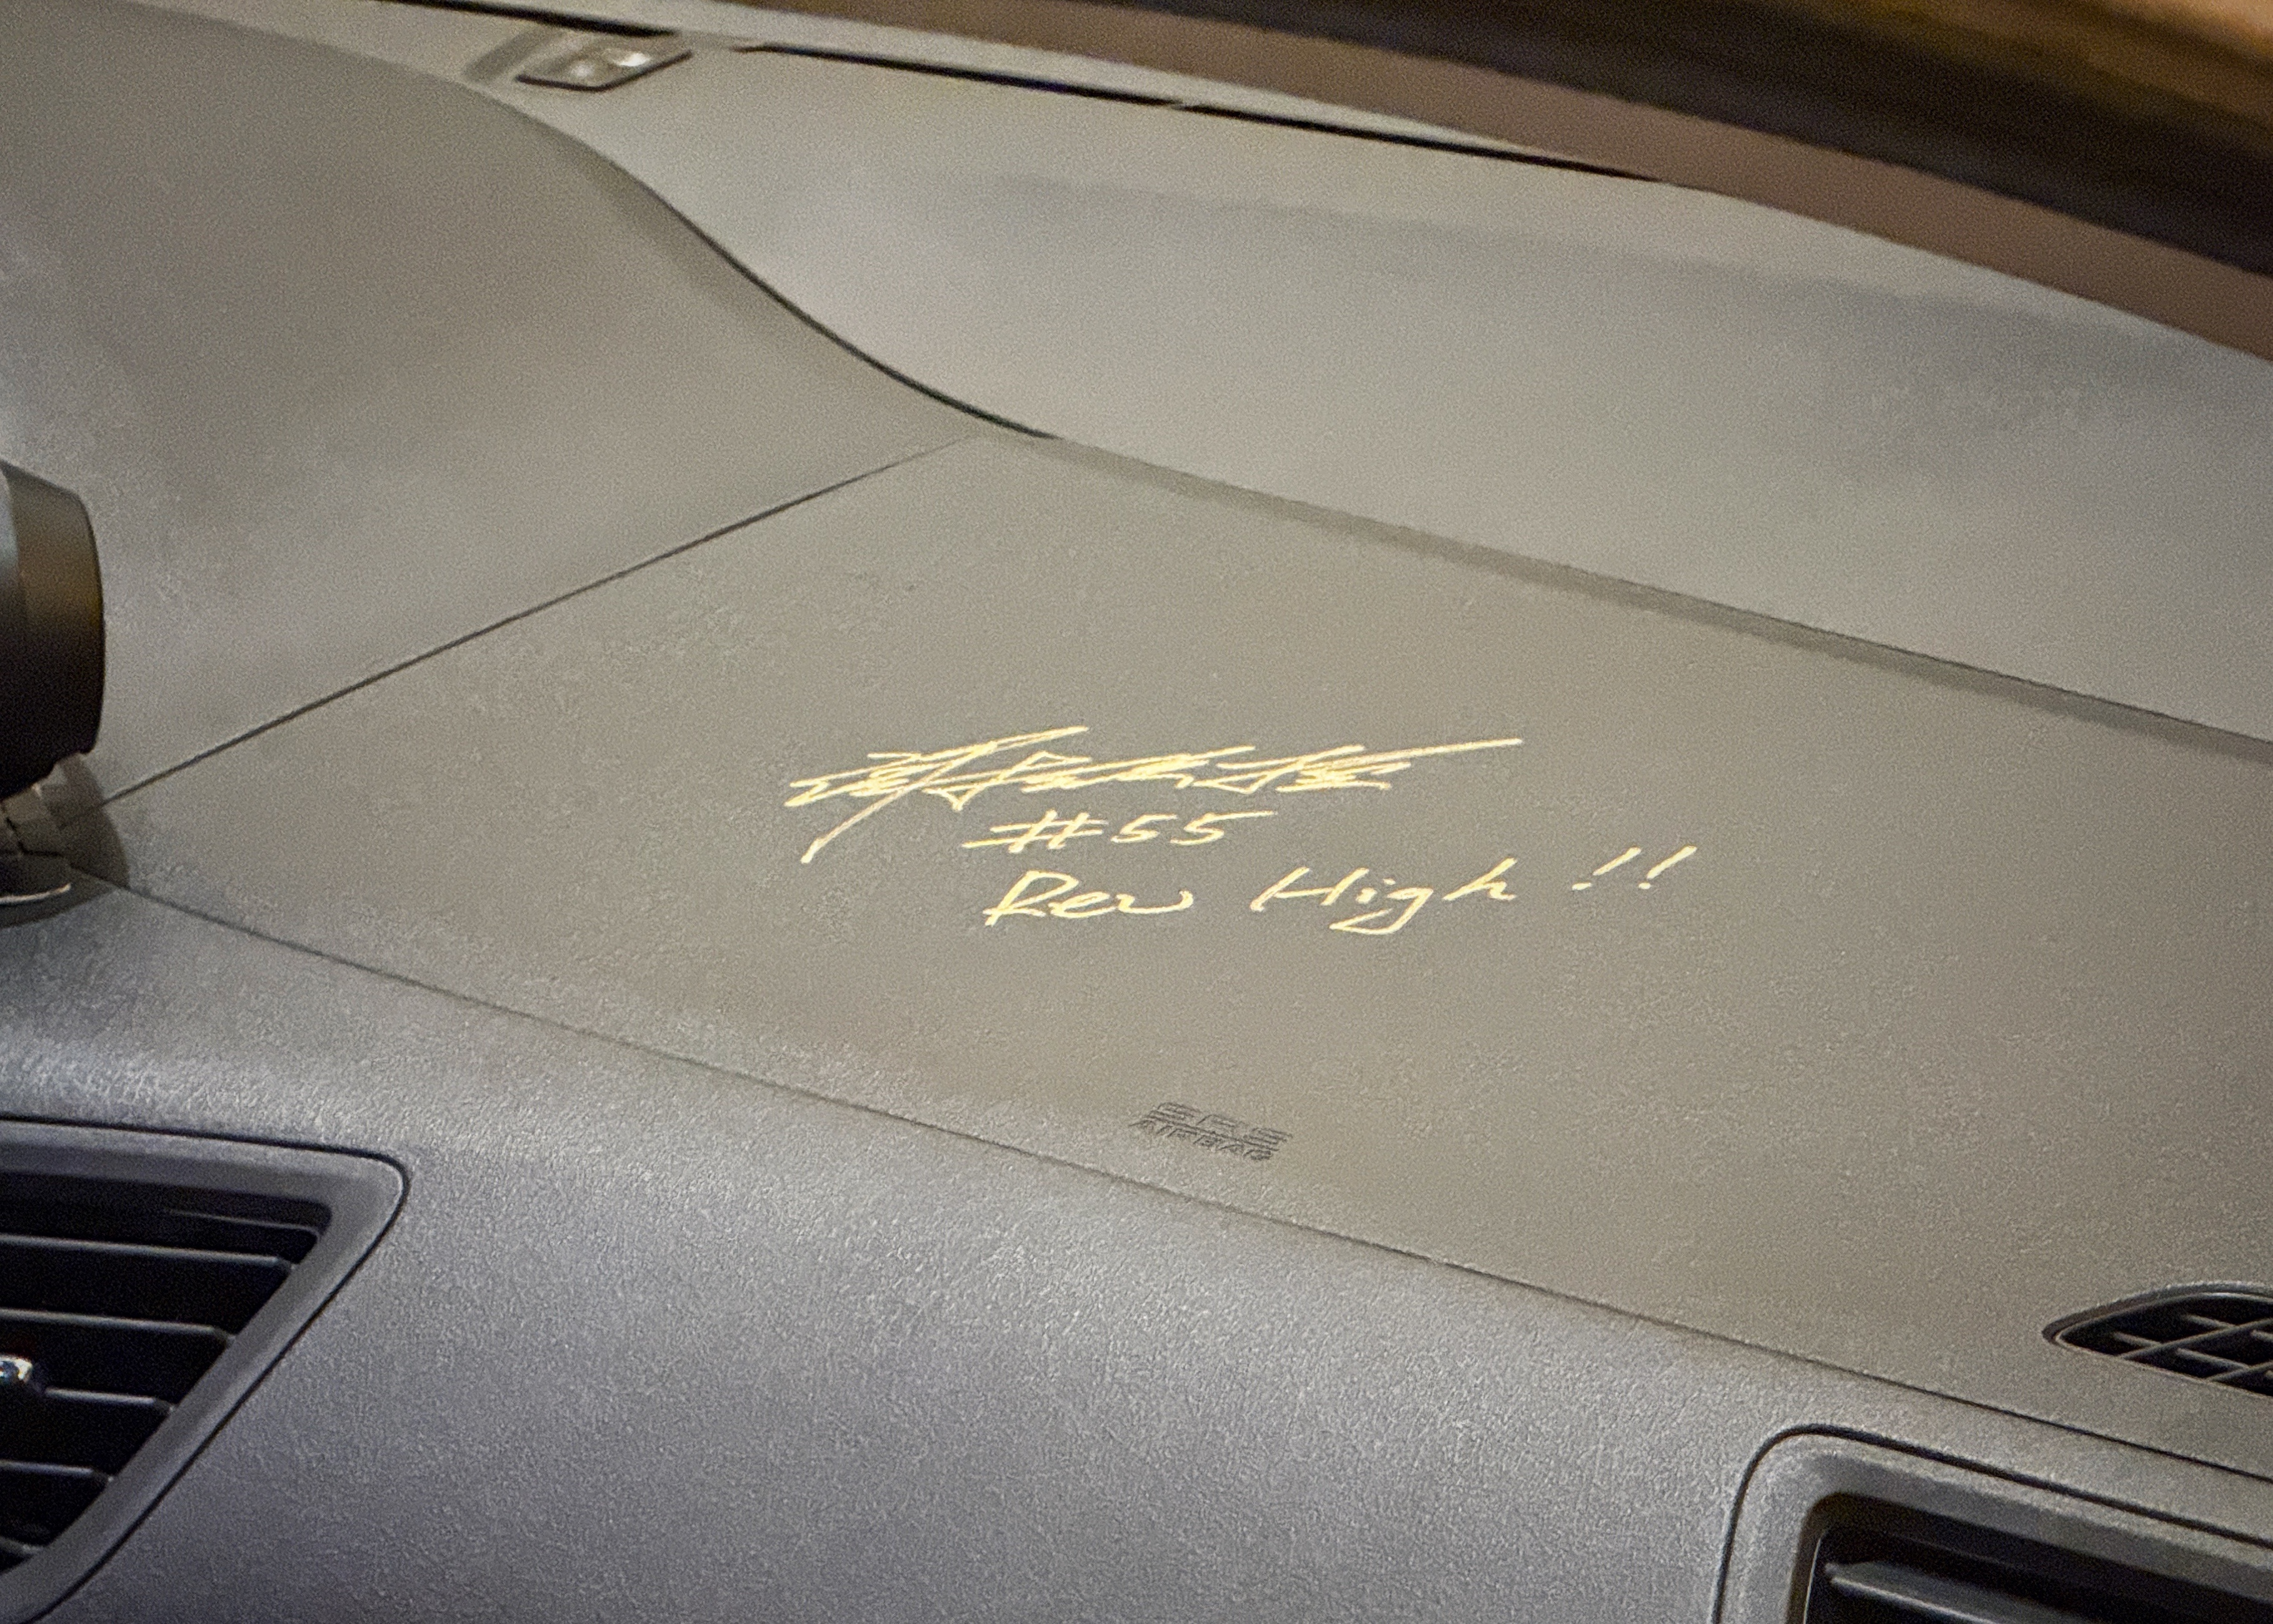 #55
Rev High !!
SRS
AIRBAG